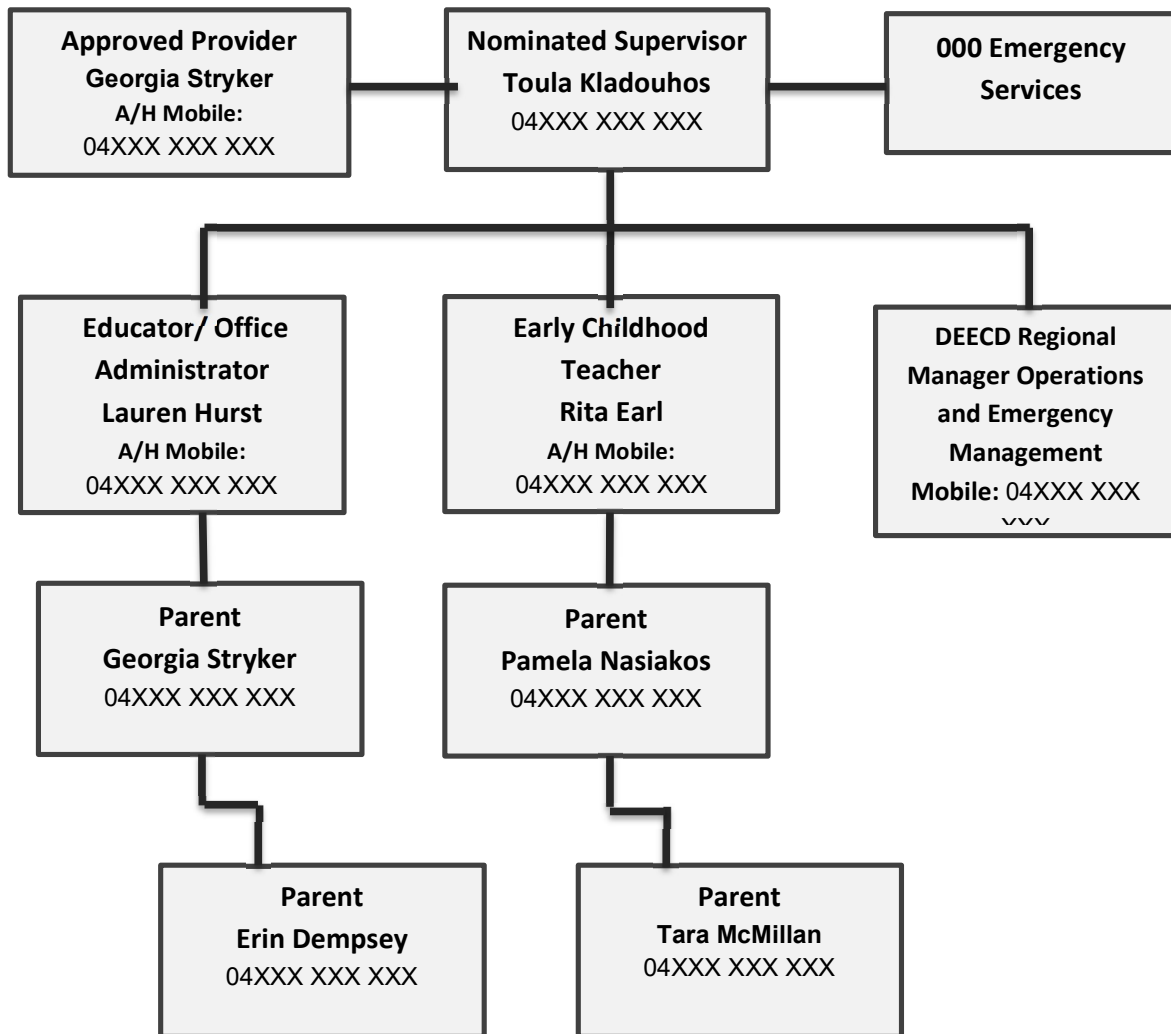 Approved Provider
Georgia Stryker
A/H Mobile:
04XXX XXX XXX
Nominated Supervisor
Toula Kladouhos
04XXX XXX XXX
000 Emergency
Services
Educator/ Office
Administrator
Lauren Hurst
A/H Mobile:
04XXX XXX XXX
Early Childhood
Teacher
Rita Earl
A/H Mobile:
04XXX XXX XXX
DEECD Regional
Manager Operations
and Emergency
Management
Mobile: 04XXX XXX
XXX
Parent
Georgia Stryker
04XXX XXX XXX
Parent
Pamela Nasiakos
04XXX XXX XXX
Parent
Erin Dempsey
04XXX XXX XXX
Parent
Tara McMillan
04XXX XXX XXX